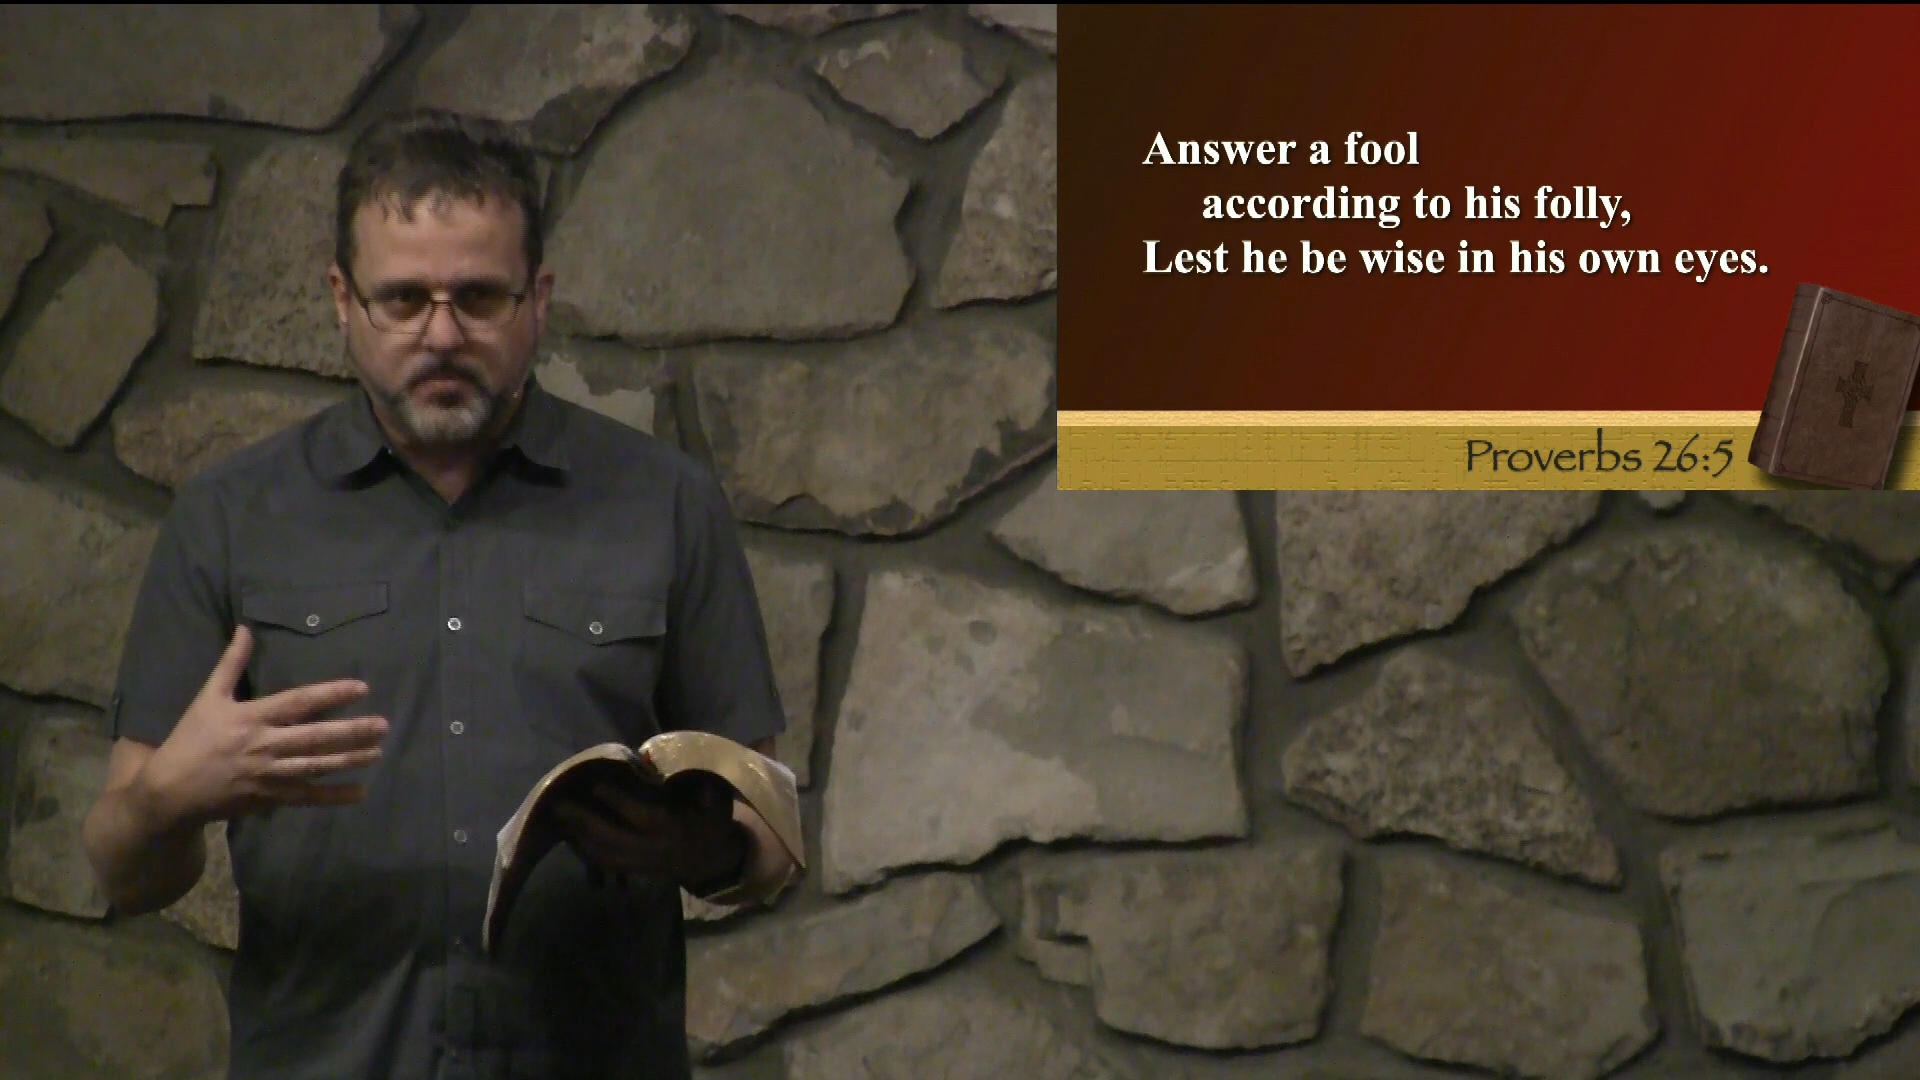 Answer a fool
according to his folly,
Lest he be wise in his own eyes.
Proverbs 26:5